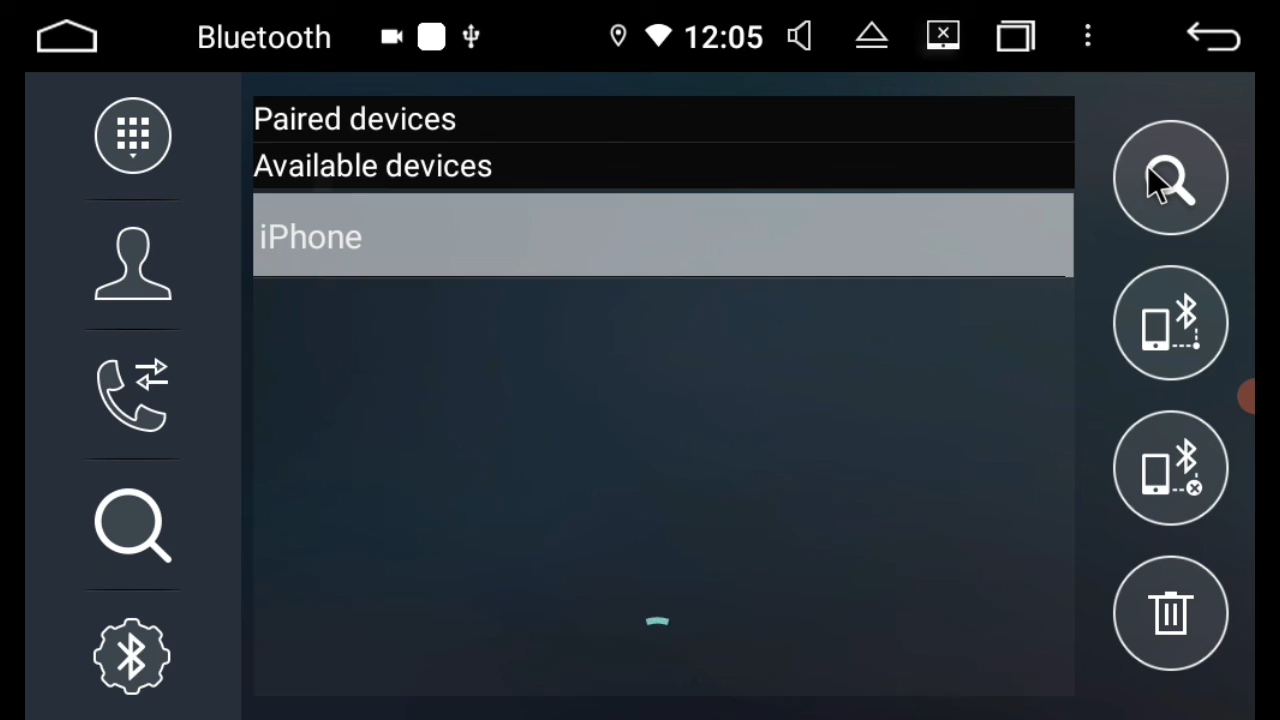 Bluetooth
12:05
Paired devices
Available devices
iPhone